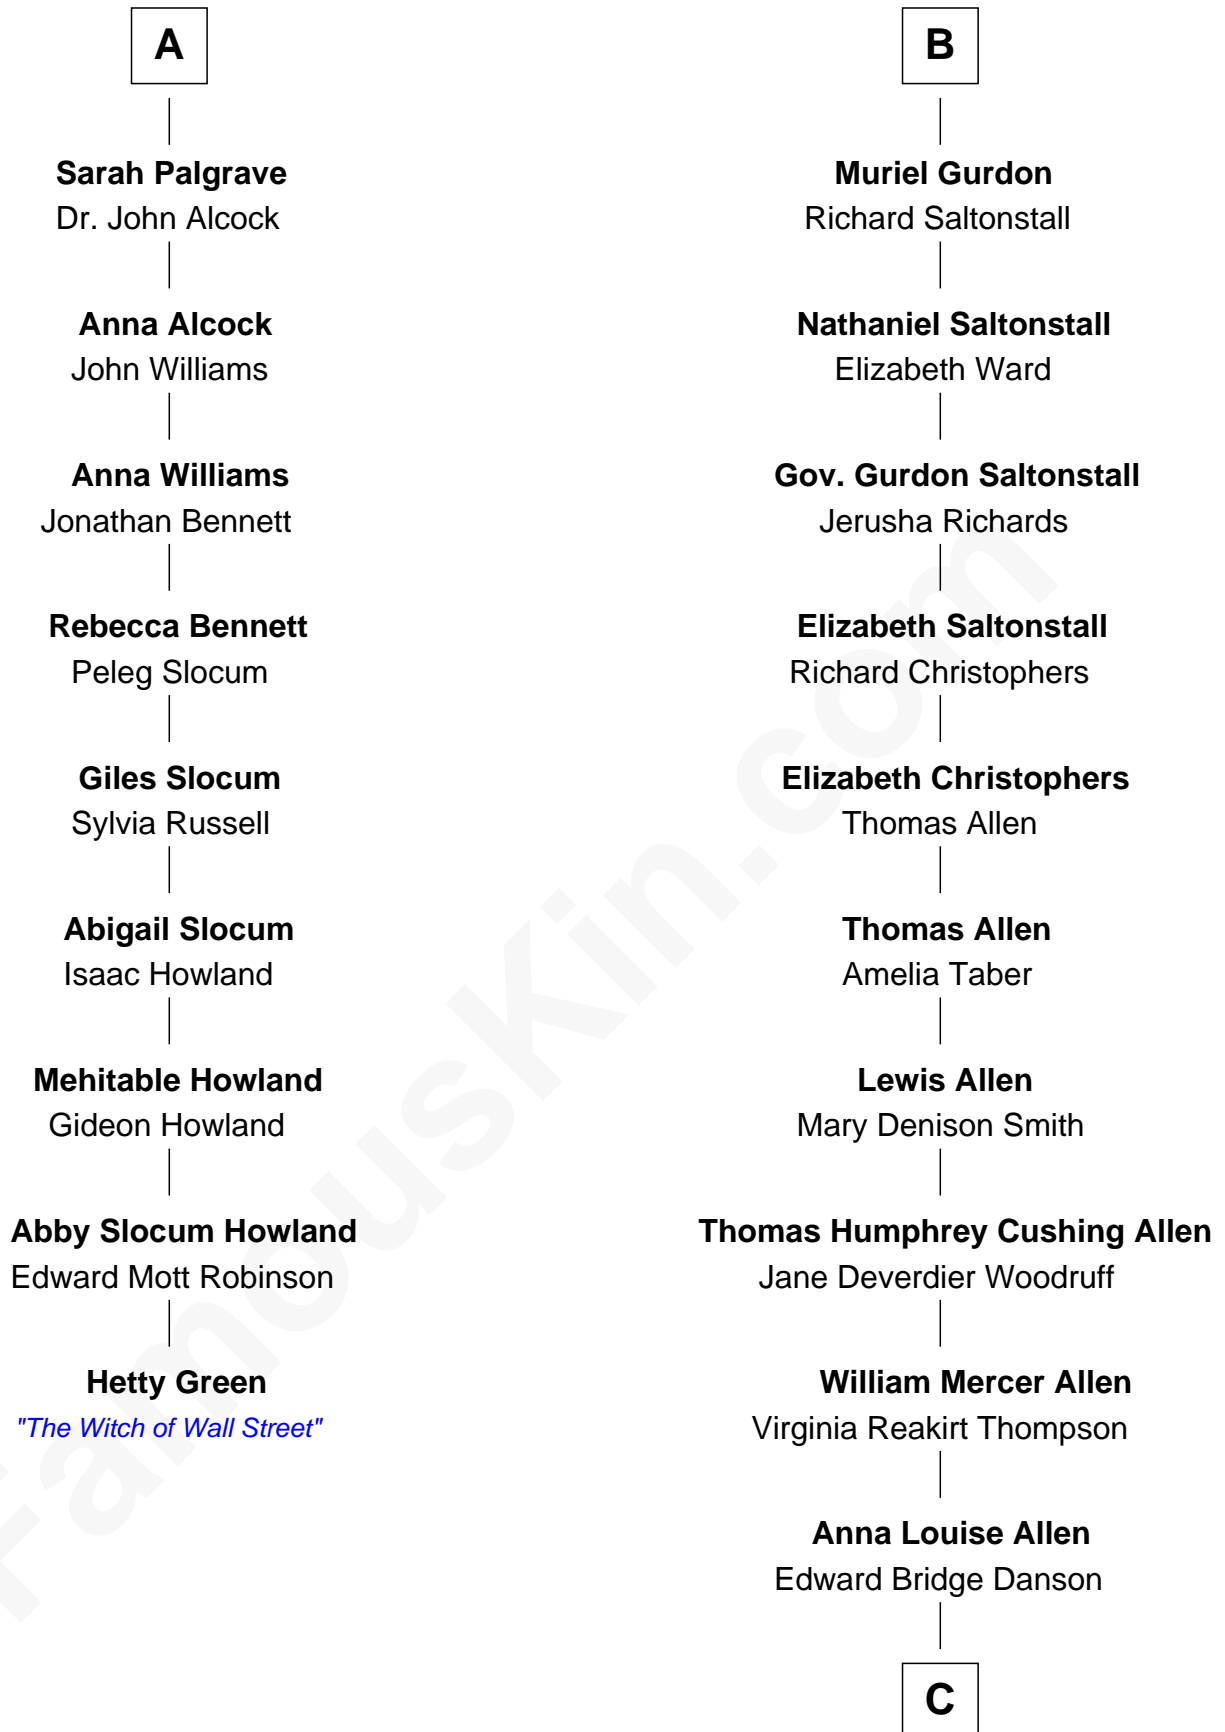 A
Sarah Palgrave
Dr. John Alcock
Anna Alcock
John Williams
Anna Williams
Jonathan Bennett
Rebecca Bennett
Peleg Slocum
Giles Slocum
Sylvia Russell
Abigail Slocum
Isaac Howland
Mehitable Howland
Gideon Howland
Abby Slocum Howland
Edward Mott Robinson
Hetty Green
"The Witch of Wall Street"
B
Muriel Gurdon
Richard Saltonstall
Nathaniel Saltonstall
Elizabeth Ward
Gov. Gurdon Saltonstall
Jerusha Richards
Elizabeth Saltonstall
Richard Christophers
Elizabeth Christophers
Thomas Allen
Thomas Allen
Amelia Taber
Lewis Allen
Mary Denison Smith
Thomas Humphrey Cushing Allen
Jane Deverdier Woodruff
William Mercer Allen
Virginia Reakirt Thompson
Anna Louise Allen
Edward Bridge Danson
C
FamousKin.com